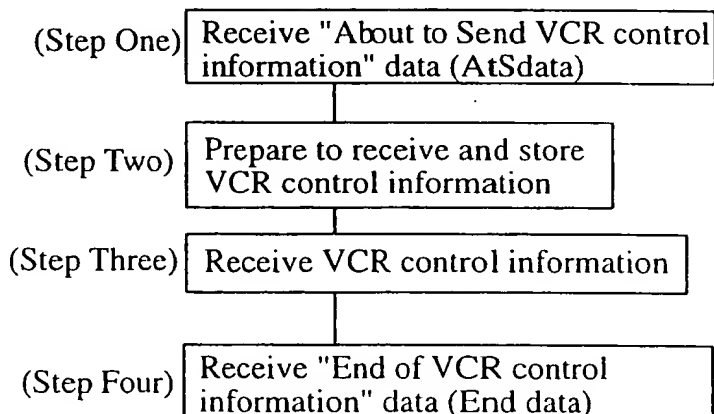 (Step One)
Receive "About to Send VCR control
information" data (AtSdata)
(Step Two)
Prepare to receive and store
VCR control information
(Step Three)
Receive VCR control information
(Step Four)
Receive "End of VCR control
information" data (End data)